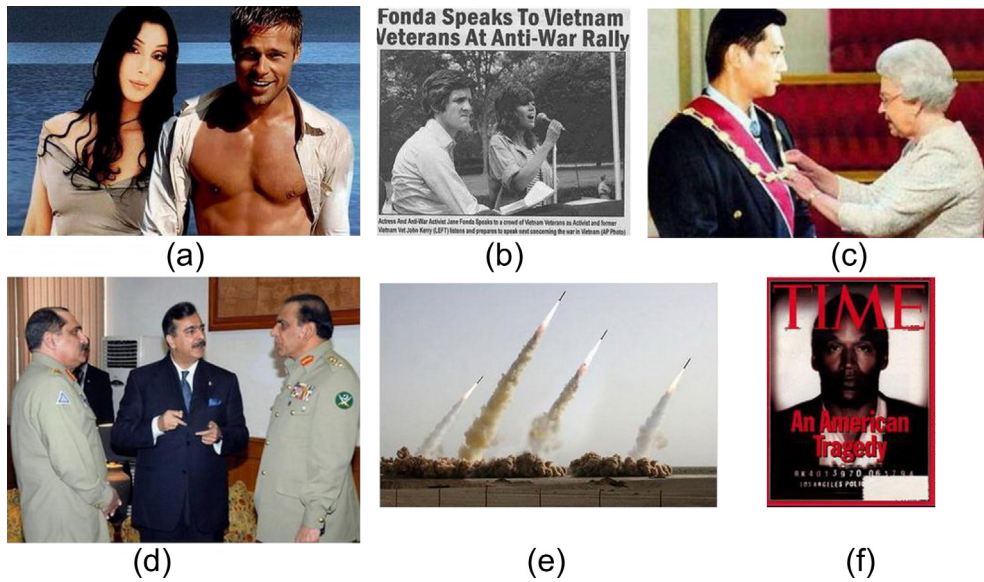 Fonda Speaks To Vietnam
Veterans At Anti-War Rally
Actress And Anti-War Activist Jane Fonda Speaks to a crowd of Vietnam Veterans as Activist and former
Vietnam Vet John Kerry (LEFT) listens and prepares to speak next concerning the war in Vietnam (AP Photo)
(a)
(b)
(c)
TIME
An American
Tragedy
BK4013970 061794
LOS ANGELES
(d)
(e)
(f)